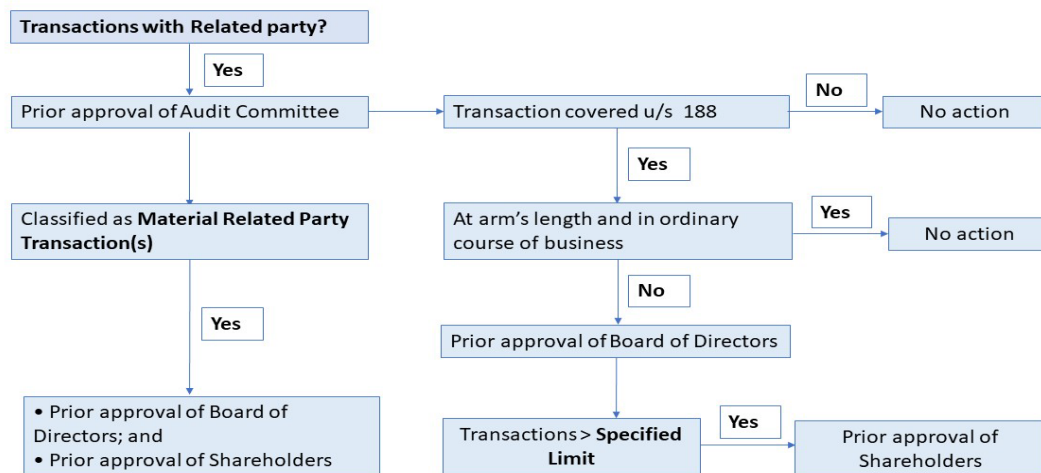 Transactions with Related party?
Yes
Prior approval of Audit Committee
Transaction covered u/s 188
No
No action
Yes
Classified as Material Related Party
Transaction(s)
At arm's length and in ordinary
course of business
Yes
No action
No
Yes
Prior approval of Board of Directors
• Prior approval of Board of
Directors; and
• Prior approval of Shareholders
Transactions > Specified
Limit
Yes
Prior approval of
Shareholders